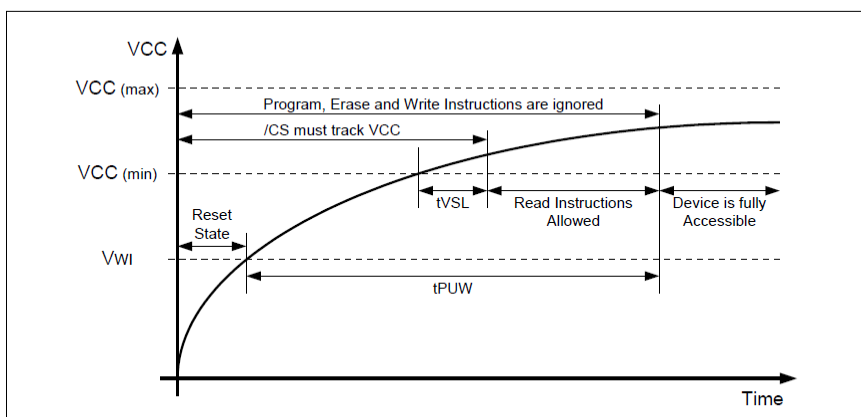 VCC
VCC (max)
Program, Erase and Write Instructions are ignored
/CS must track VCC
VCC (min)
tVSL
Read Instructions
Allowed
Device is fully
Accessible
Reset
State
VWI
tPUW
Time